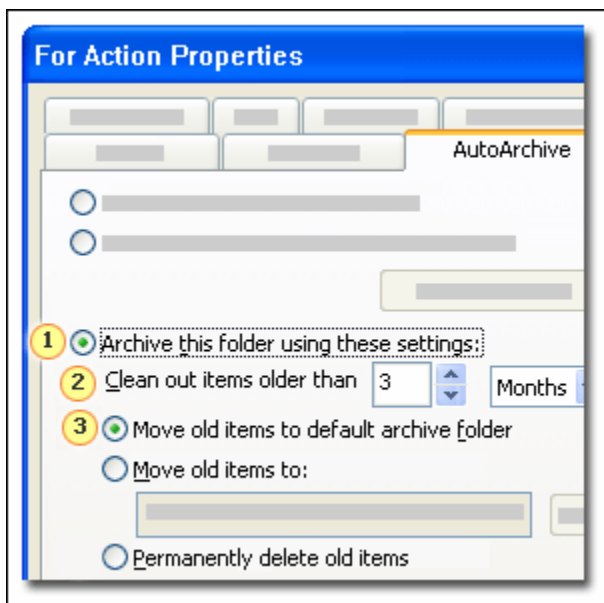 For Action Properties
AutoArchive
1 Archive this folder using these settings:
2 Clean out items older than 3 Months
3 Move old items to default archive folder
Move old items to:
Permanently delete old items